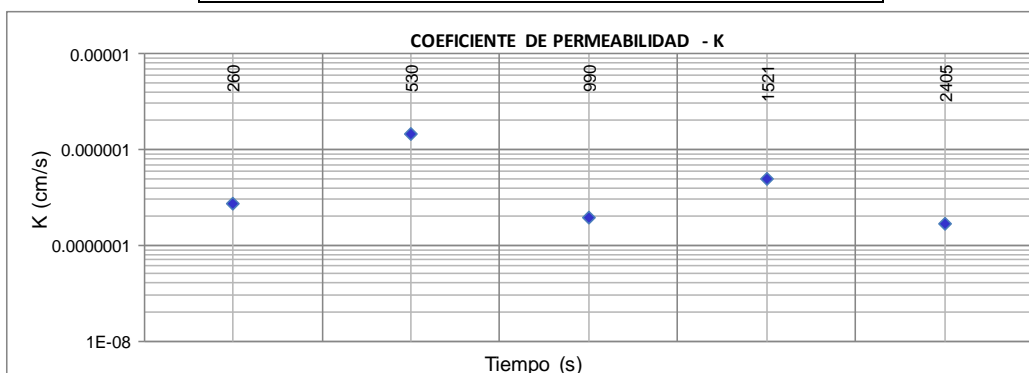 COEFICIENTE DE PERMEABILIDAD - K
0.00001
260
530
990
1521
2405
0.000001
K (cm/s)
0.0000001
1E-08
Tiempo (s)